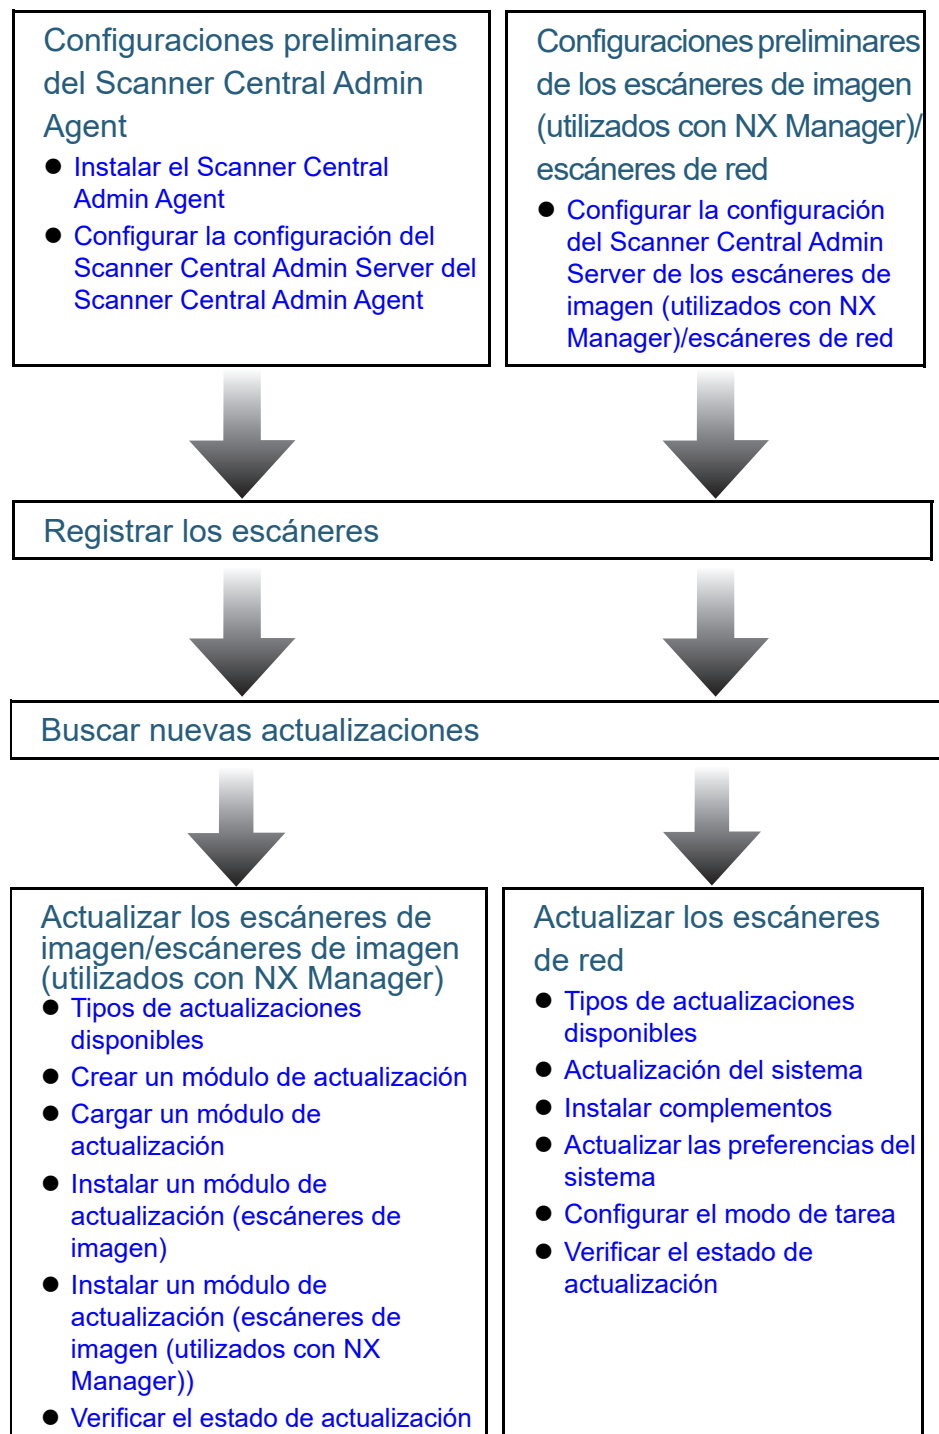 Configuraciones preliminares
del Scanner Central Admin
Agent
● Instalar el Scanner Central
Admin Agent
● Configurar la configuración del
Scanner Central Admin Server del
Scanner Central Admin Agent
Configuraciones preliminares
de los escáneres de imagen
(utilizados con NX Manager)/
escáneres de red
● Configurar la configuración
del Scanner Central Admin
Server de los escáneres de
imagen (utilizados con NX
Manager)/escáneres de red
Registrar los escáneres
Buscar nuevas actualizaciones
Actualizar los escáneres de
imagen/escáneres de imagen
(utilizados con NX Manager)
● Tipos de actualizaciones
disponibles
● Crear un módulo de actualización
● Cargar un módulo de
actualización
● Instalar un módulo de
actualización (escáneres de
imagen)
● Instalar un módulo de
actualización (escáneres de
imagen (utilizados con NX
Manager))
● Verificar el estado de actualización
Actualizar los escáneres
de red
● Tipos de actualizaciones
disponibles
● Actualización del sistema
● Instalar complementos
● Actualizar las preferencias del
sistema
● Configurar el modo de tarea
● Verificar el estado de
actualización